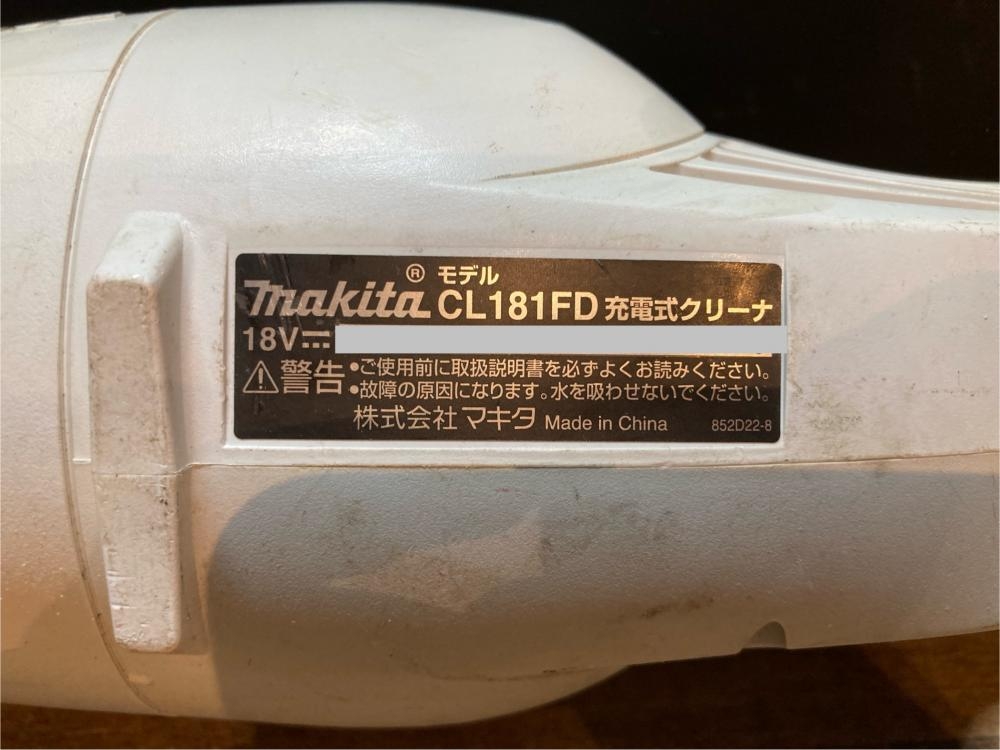 makita® モデル CL181FD 充電式クリーナ
18V⎓
⚠警告 •ご使用前に取扱説明書を必ずよくお読みください。
•故障の原因になります。水を吸わせないでください。
株式会社 マキタ Made in China 852D22-8